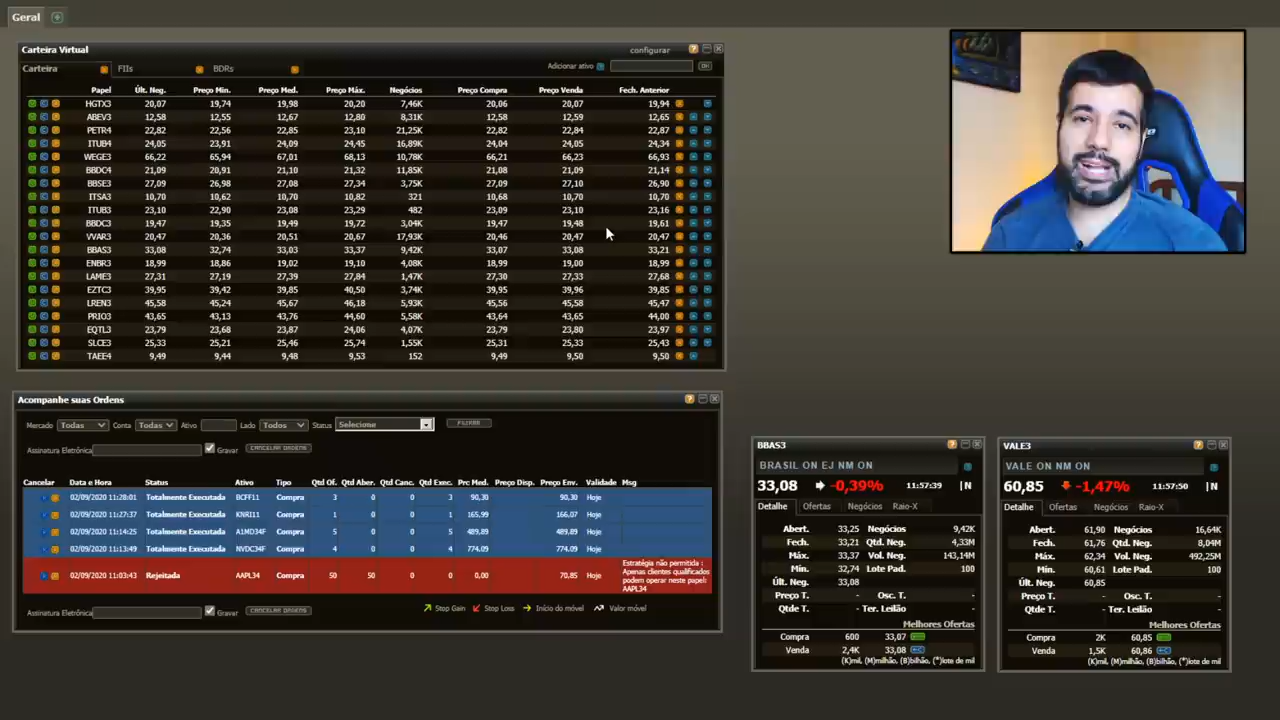 Geral
Carteira Virtual configurar
Carteira FIIs BDRs Adicionar ativo
Papel Últ. Neg. Preço Min. Preço Med. Preço Máx. Negócios Preço Compra Preço Venda Fech. Anterior
HGTX3 20,07 19,74 19,98 20,20 7,46K 20,06 20,07 19,94
ABEV3 12,58 12,55 12,67 12,80 8,31K 12,58 12,59 12,65
PETR4 22,82 22,56 22,85 23,10 21,25K 22,82 22,84 22,87
ITUB4 24,05 23,91 24,09 24,45 16,89K 24,04 24,05 24,34
WEGE3 66,22 65,94 67,01 68,13 10,78K 66,21 66,23 66,93
BBDC4 21,09 20,91 21,10 21,32 11,85K 21,08 21,09 21,14
BBSE3 27,09 26,98 27,08 27,34 3,75K 27,09 27,10 26,90
ITSA3 10,70 10,62 10,70 10,82 321 10,68 10,70 10,70
ITUB3 23,10 22,90 23,08 23,29 482 23,09 23,10 23,16
BBDC3 19,47 19,35 19,49 19,72 3,04K 19,47 19,48 19,61
VVAR3 20,47 20,36 20,51 20,67 17,93K 20,46 20,47 20,47
BBAS3 33,08 32,74 33,03 33,37 9,42K 33,07 33,08 33,21
ENBR3 18,99 18,86 19,02 19,10 4,08K 18,99 19,00 18,99
LAME3 27,31 27,19 27,39 27,84 1,47K 27,30 27,33 27,68
EZTC3 39,95 39,42 39,85 40,50 3,74K 39,95 39,96 39,85
LREN3 45,58 45,24 45,67 46,18 5,93K 45,56 45,58 45,47
PRIO3 43,65 43,13 43,76 44,60 5,58K 43,64 43,65 44,00
EQTL3 23,79 23,68 23,87 24,06 4,07K 23,79 23,80 23,97
SLCE3 25,33 25,21 25,46 25,74 1,55K 25,31 25,33 25,43
TAEE4 9,49 9,44 9,48 9,53 152 9,49 9,50 9,50
Acompanhe suas Ordens
Mercado Todas Conta Todas Ativo Lado Todos Status Selecione FILTRAR
Assinatura Eletrônica Gravar CANCELAR ORDENS
Cancelar Data e Hora Status Ativo Tipo Qtd Of. Qtd Aber. Qtd Canc. Qtd Exec. Prc Med. Preço Disp. Preço Env. Validade Msg
02/09/2020 11:28:01 Totalmente Executada BCFF11 Compra 3 0 0 3 90,30 90,30 Hoje
02/09/2020 11:27:37 Totalmente Executada KNRI11 Compra 1 0 0 1 165,99 166,07 Hoje
02/09/2020 11:14:25 Totalmente Executada A1MD34F Compra 5 0 0 5 489,89 489,89 Hoje
02/09/2020 11:13:49 Totalmente Executada NVDC34F Compra 4 0 0 4 774,09 774,09 Hoje
02/09/2020 11:03:43 Rejeitada AAPL34 Compra 50 50 0 0 0,00 70,85 Hoje
Estratégia não permitida :
Apenas clientes qualificados
podem operar neste papel:
AAPL34
Assinatura Eletrônica Gravar CANCELAR ORDENS Stop Gain Stop Loss Início do móvel Valor móvel
BBAS3
BRASIL ON EJ NM ON
33,08 -0,39% 11:57:39 |N
Detalhe Ofertas Negócios Raio-X
Abert. 33,25 Negócios 9,42K
Fech. 33,21 Qtd. Neg. 4,33M
Máx. 33,37 Vol. Neg. 143,14M
Mín. 32,74 Lote Pad. 100
Últ. Neg. 33,08
Preço T. - Osc. T. -
Qtde T. - Ter. Leilão -
Melhores Ofertas
Compra 600 33,07
Venda 2,4K 33,08
(K)mil, (M)milhão, (B)bilhão, (*)lote de mil
VALE3
VALE ON NM ON
60,85 -1,47% 11:57:50 |N
Detalhe Ofertas Negócios Raio-X
Abert. 61,90 Negócios 16,64K
Fech. 61,76 Qtd. Neg. 8,04M
Máx. 62,34 Vol. Neg. 492,25M
Mín. 60,61 Lote Pad. 100
Últ. Neg. 60,85
Preço T. - Osc. T. -
Qtde T. - Ter. Leilão -
Melhores Ofertas
Compra 2K 60,85
Venda 1,5K 60,86
(K)mil, (M)milhão, (B)bilhão, (*)lote de mil